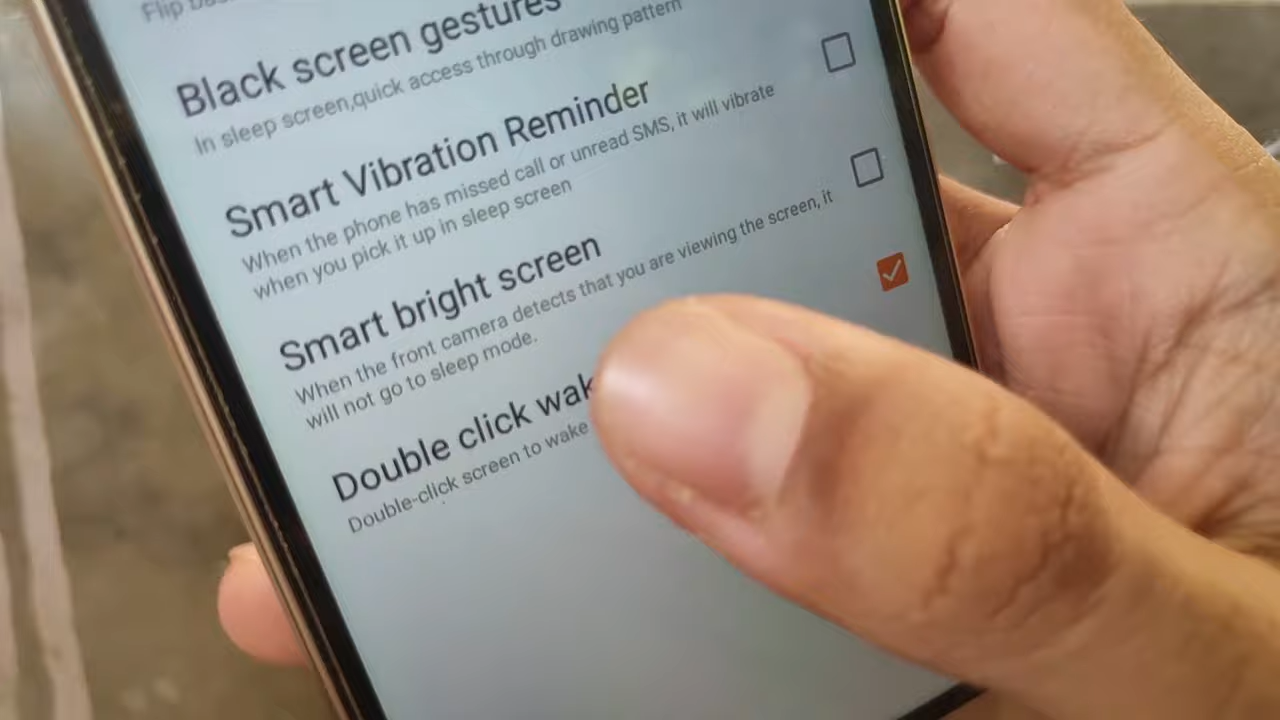 Flip
Black screen gestures
In sleep screen,quick access through drawing pattern
Smart Vibration Reminder
When the phone has missed call or unread SMS, it will vibrate
when you pick it up in sleep screen
Smart bright screen
When the front camera detects that you are viewing the screen, it
will not go to sleep mode.
Double click wak
Double-click screen to wake